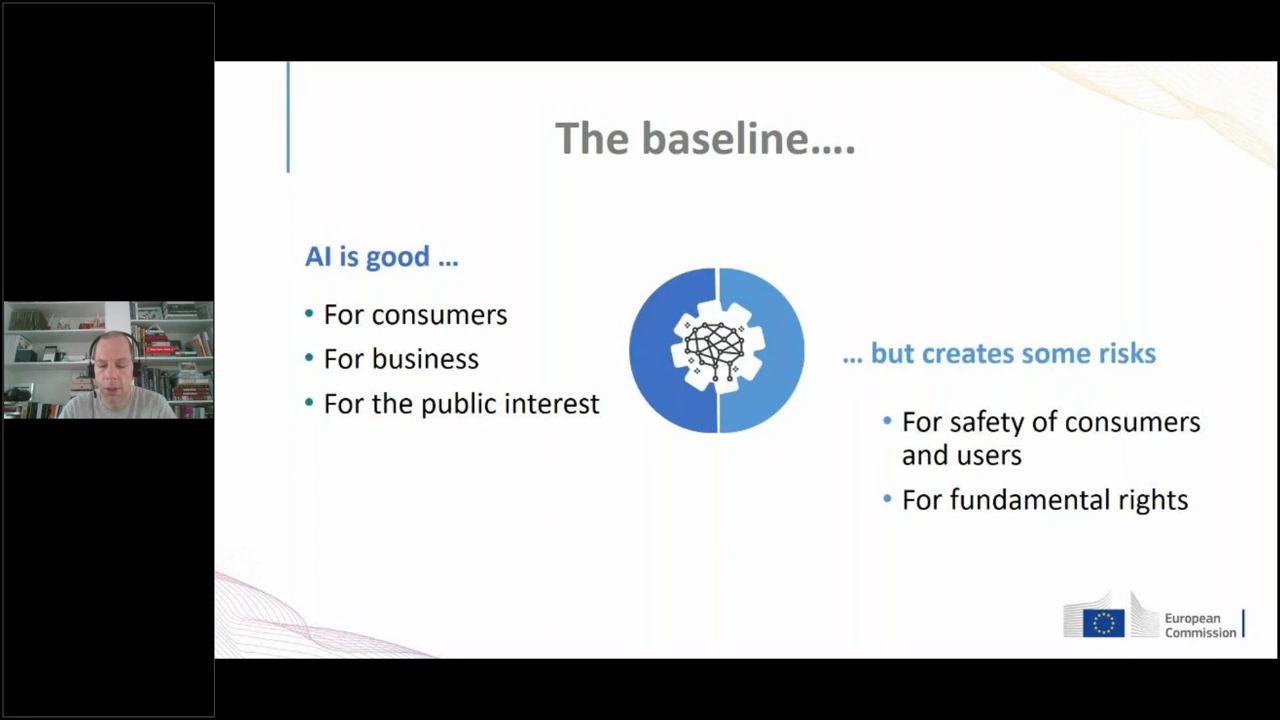 The baseline....
AI is good ...
• For consumers
• For business
• For the public interest
... but creates some risks
• For safety of consumers
and users
• For fundamental rights
European
Commission